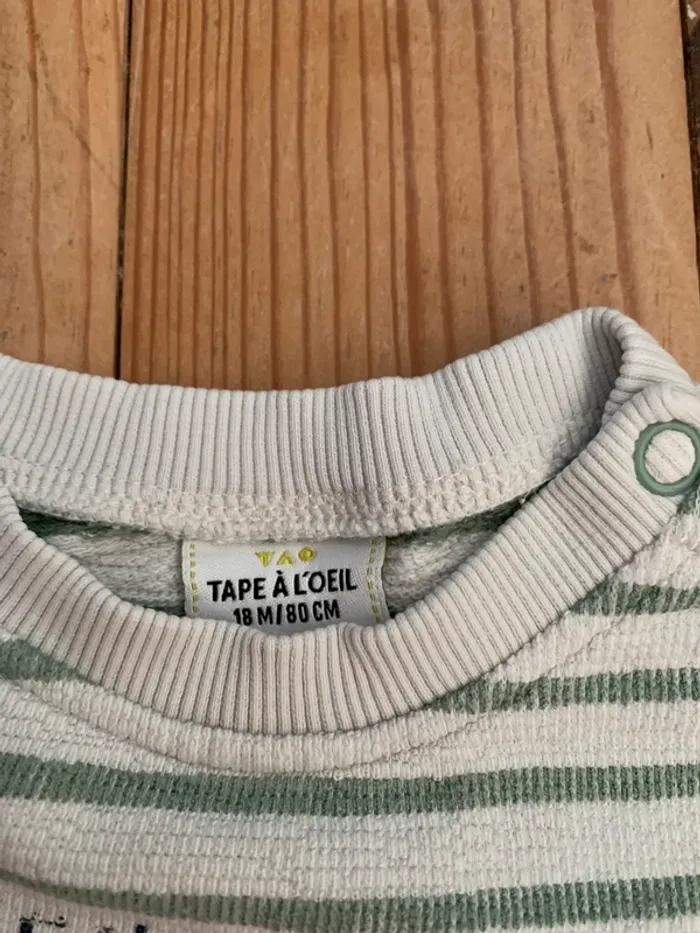 TAO
TAPE À L'OEIL
18 M/80 CM